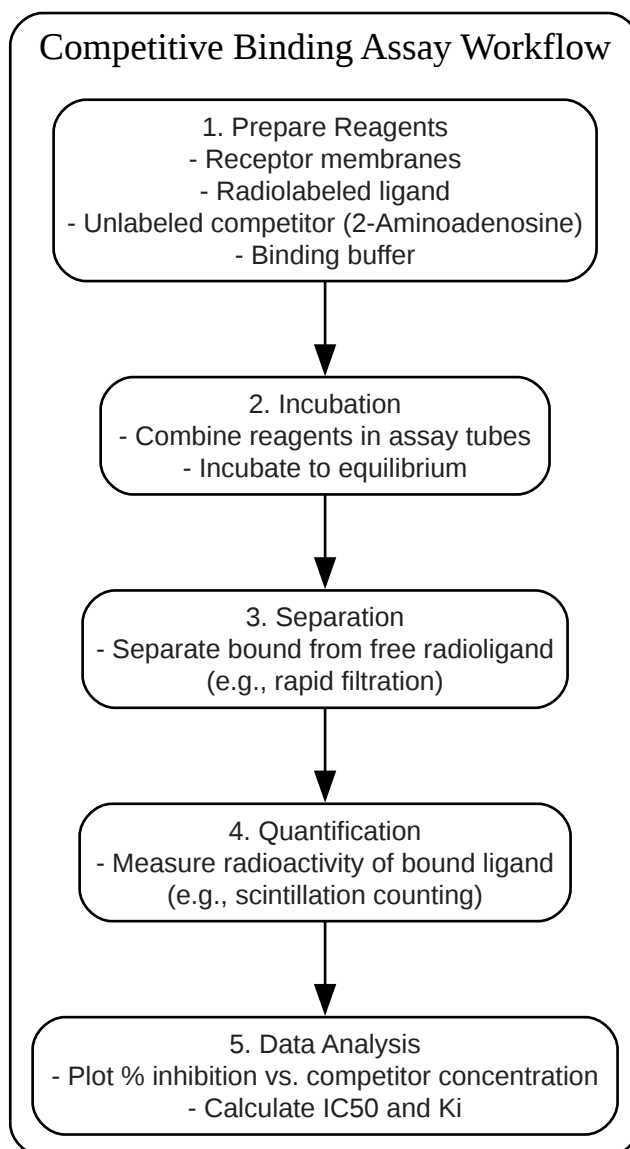 Competitive Binding Assay Workflow
1. Prepare Reagents
- Receptor membranes
- Radiolabeled ligand
- Unlabeled competitor (2-Aminoadenosine)
- Binding buffer
2. Incubation
- Combine reagents in assay tubes
- Incubate to equilibrium
3. Separation
- Separate bound from free radioligand
(e.g., rapid filtration)
4. Quantification
- Measure radioactivity of bound ligand
(e.g., scintillation counting)
5. Data Analysis
- Plot % inhibition vs. competitor concentration
- Calculate IC50 and Ki